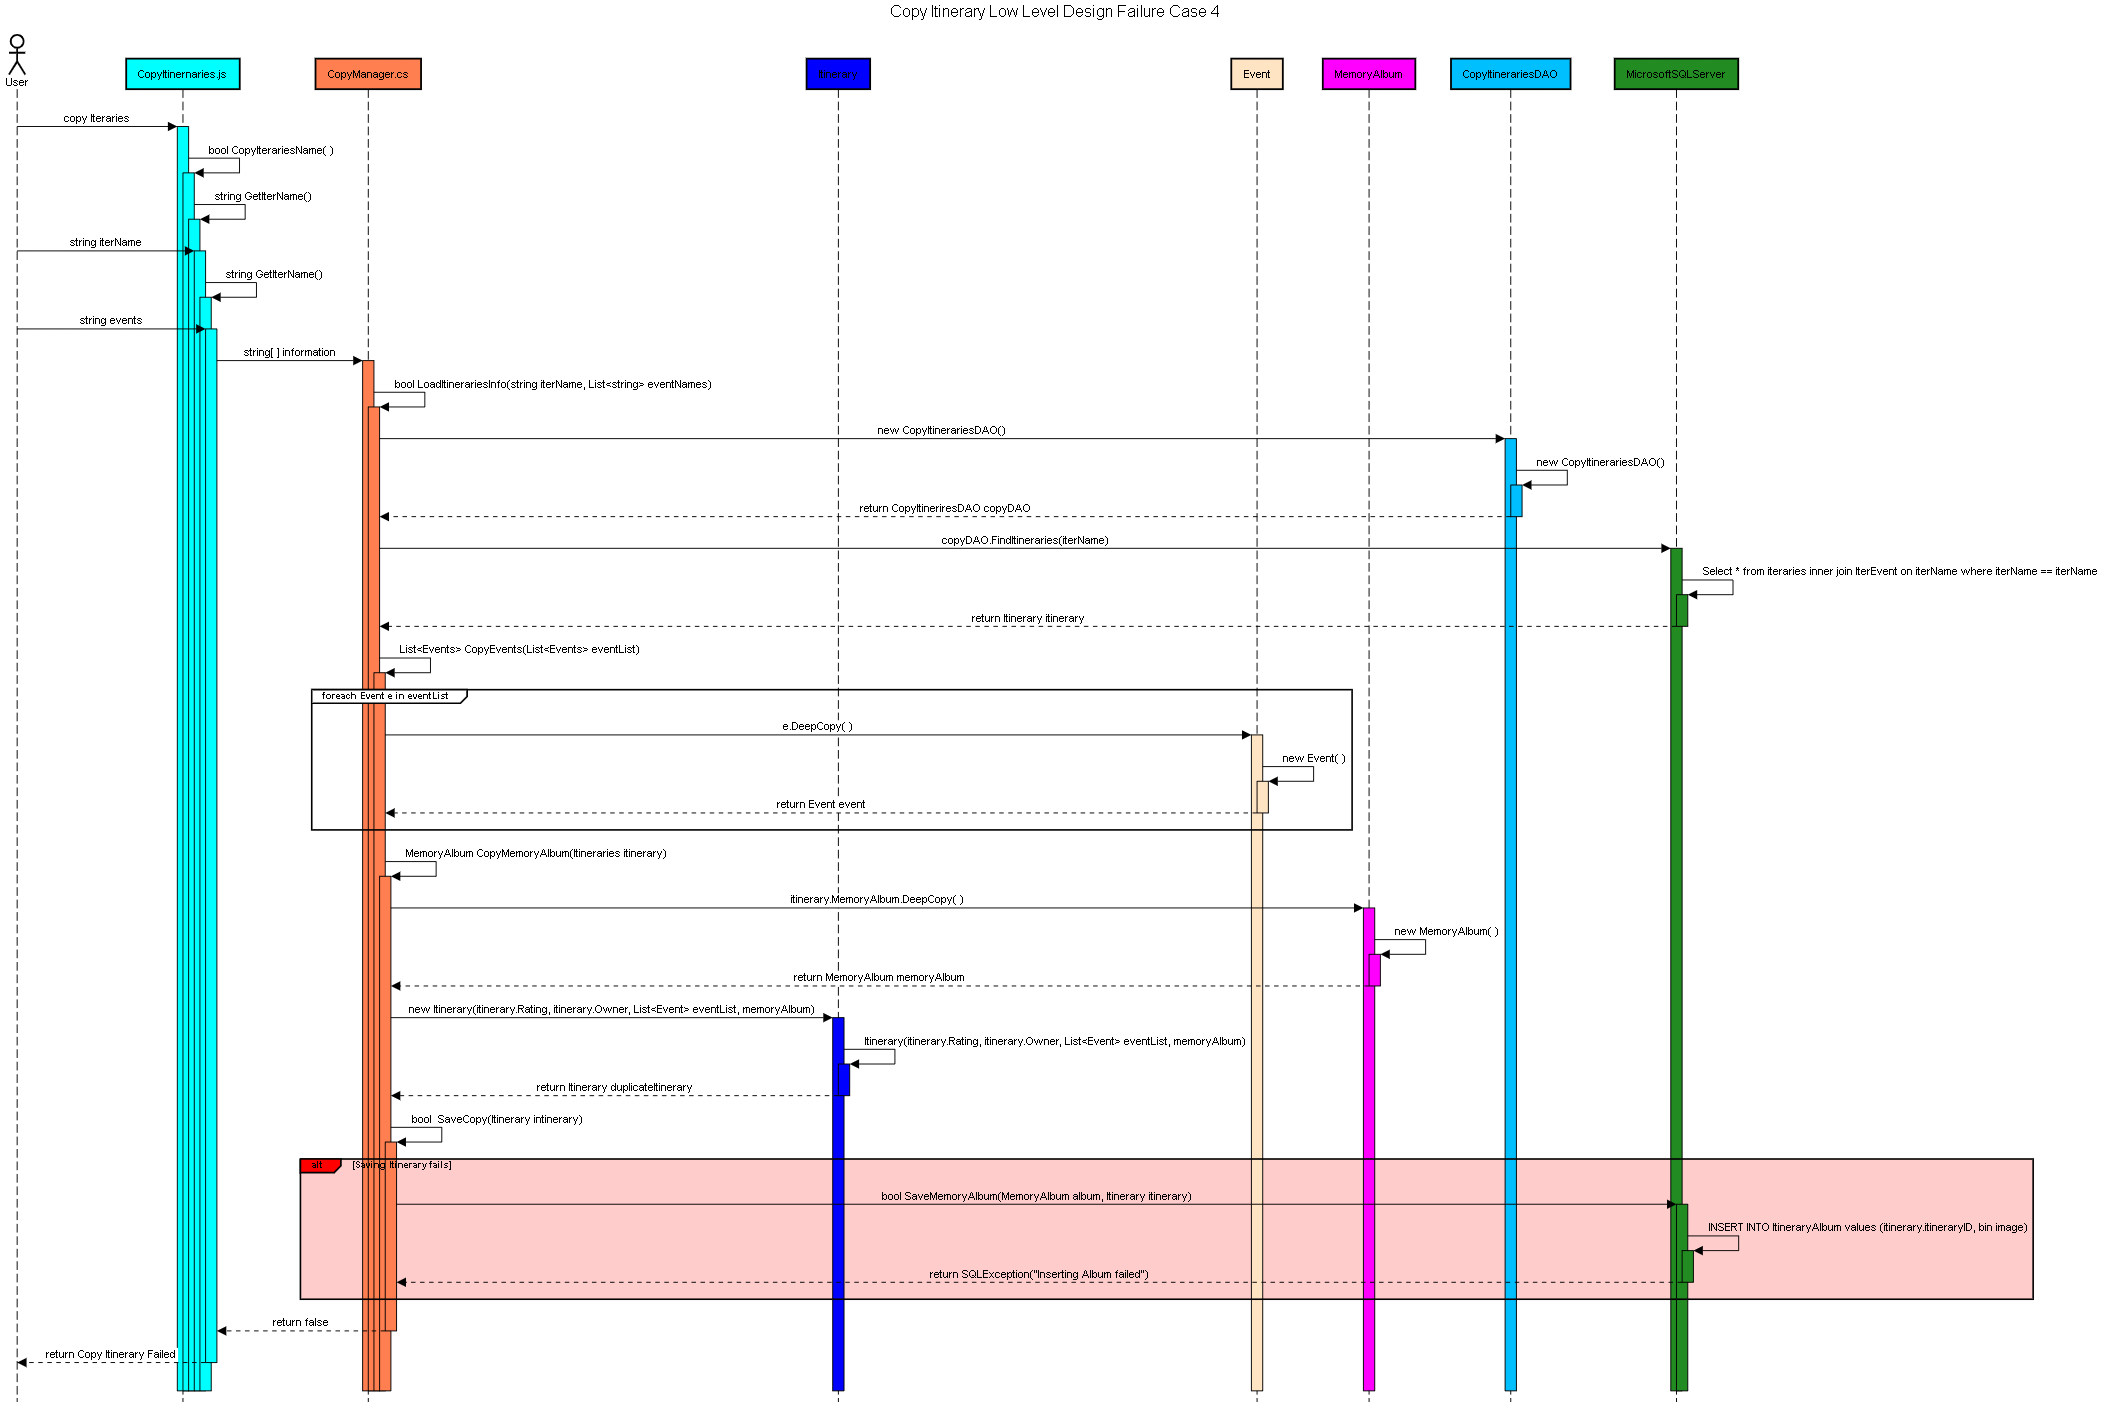 Copy Itinerary Low Level Design Failure Case 4
User
CopyItinernaries.js
CopyManager.cs
Itinerary
Event
MemoryAlbum
CopyItinerariesDAO
MicrosoftSQLServer
copy Iteraries
bool CopyIterariesName( )
string GetIterName()
string iterName
string GetIterName()
string events
string[ ] information
bool LoadItinerariesInfo(string iterName, List<string> eventNames)
new CopyItinerariesDAO()
new CopyItinerariesDAO()
return CopyItineriresDAO copyDAO
copyDAO.FindItineraries(iterName)
Select * from iteraries inner join IterEvent on iterName where iterName == iterName
return Itinerary itinerary
List<Events> CopyEvents(List<Events> eventList)
foreach Event e in eventList
e.DeepCopy( )
new Event( )
return Event event
MemoryAlbum CopyMemoryAlbum(Itineraries itinerary)
itinerary.MemoryAlbum.DeepCopy( )
new MemoryAlbum( )
return MemoryAlbum memoryAlbum
new Itinerary(itinerary.Rating, itinerary.Owner, List<Event> eventList, memoryAlbum)
Itinerary(itinerary.Rating, itinerary.Owner, List<Event> eventList, memoryAlbum)
return Itinerary duplicateItinerary
bool  SaveCopy(Itinerary intinerary)
alt [Saving Itinerary fails]
bool SaveMemoryAlbum(MemoryAlbum album, Itinerary itinerary)
INSERT INTO ItineraryAlbum values (itinerary.itineraryID, bin image)
return SQLException("Inserting Album failed")
return false
return Copy Itinerary Failed